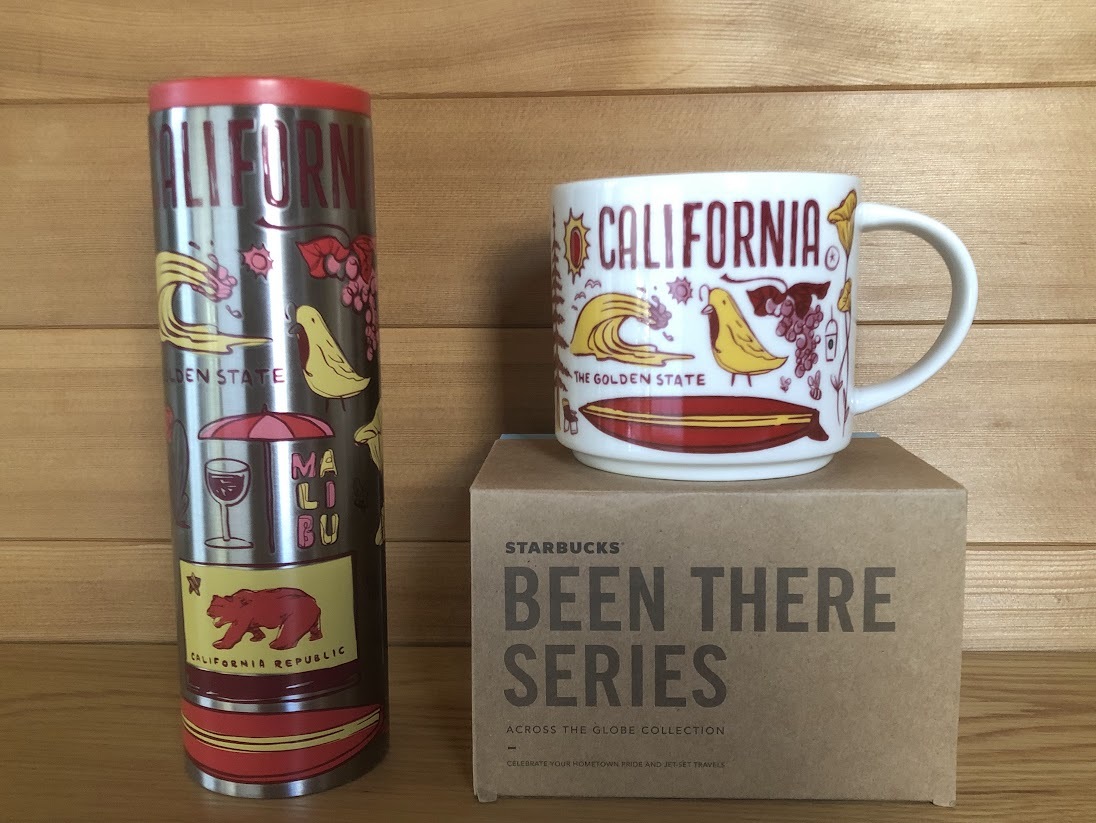 ALIFORNI
LDEN STATE
MA
LI
BU
CALIFORNIA REPUBLIC
CALIFORNIA
THE GOLDEN STATE
STARBUCKS®
BEEN THERE
SERIES
ACROSS THE GLOBE COLLECTION
CELEBRATE YOUR HOMETOWN PRIDE AND JET-SET TRAVELS